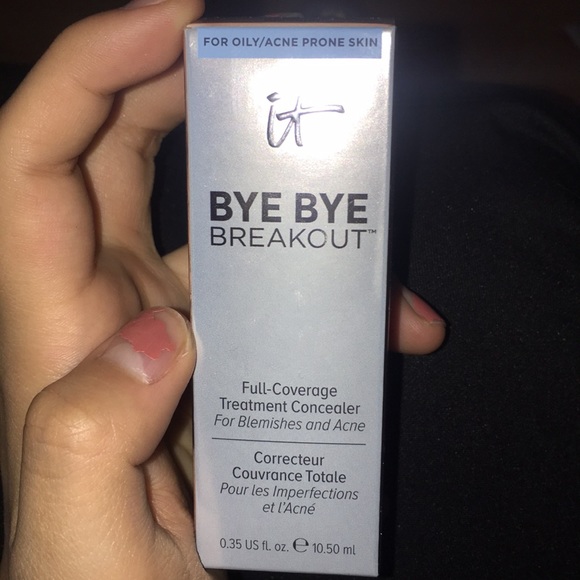 FOR OILY/ACNE PRONE SKIN
it
BYE BYE
BREAKOUT™
Full-Coverage
Treatment Concealer
For Blemishes and Acne
Correcteur
Couvrance Totale
Pour les Imperfections
et l'Acné
0.35 US fl. oz. ℮ 10.50 ml